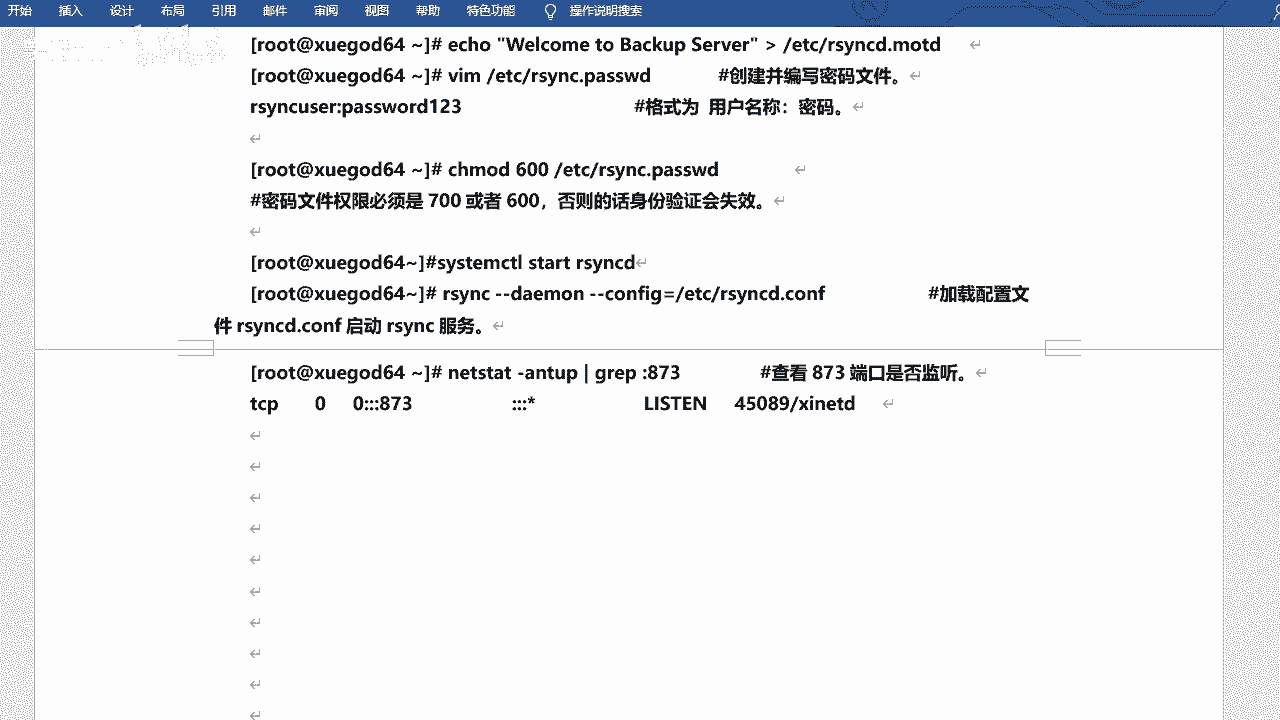 开始 插入 设计 布局 引用 邮件 审阅 视图 帮助 特色功能 操作说明搜索
[root@xuegod64 ~]# echo "Welcome to Backup Server" > /etc/rsyncd.motd
[root@xuegod64 ~]# vim /etc/rsync.passwd #创建并编写密码文件。
rsyncuser:password123 #格式为 用户名称：密码。
[root@xuegod64 ~]# chmod 600 /etc/rsync.passwd
#密码文件权限必须是 700 或者 600，否则的话身份验证会失效。
[root@xuegod64~]#systemctl start rsyncd
[root@xuegod64~]# rsync --daemon --config=/etc/rsyncd.conf #加载配置文
件 rsyncd.conf 启动 rsync 服务。
[root@xuegod64 ~]# netstat -antup | grep :873 #查看 873 端口是否监听。
tcp 0 0:::873 :::* LISTEN 45089/xinetd